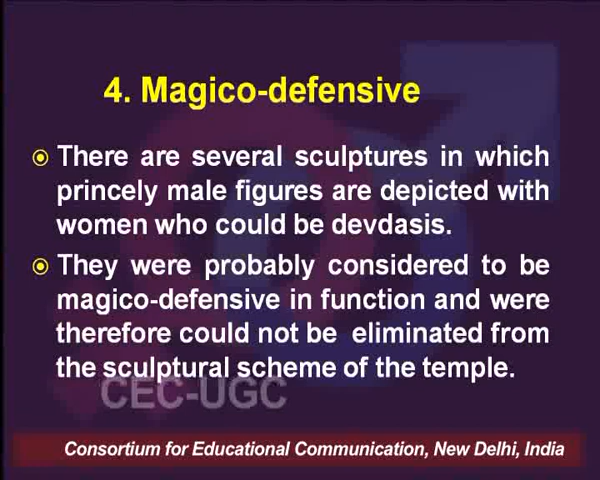 4. Magico-defensive
There are several sculptures in which
princely male figures are depicted with
women who could be devdasis.
They were probably considered to be
magico-defensive in function and were
therefore could not be eliminated from
the sculptural scheme of the temple.
CEC-UGC
Consortium for Educational Communication, New Delhi, India